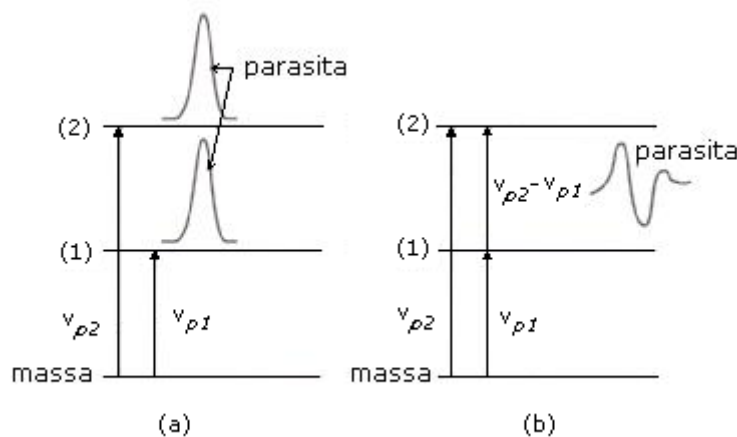 parasita
(2)
(1)
v_p2
v_p1
massa
(a)
(2)
parasita
v_p2-v_p1
(1)
v_p2
v_p1
massa
(b)